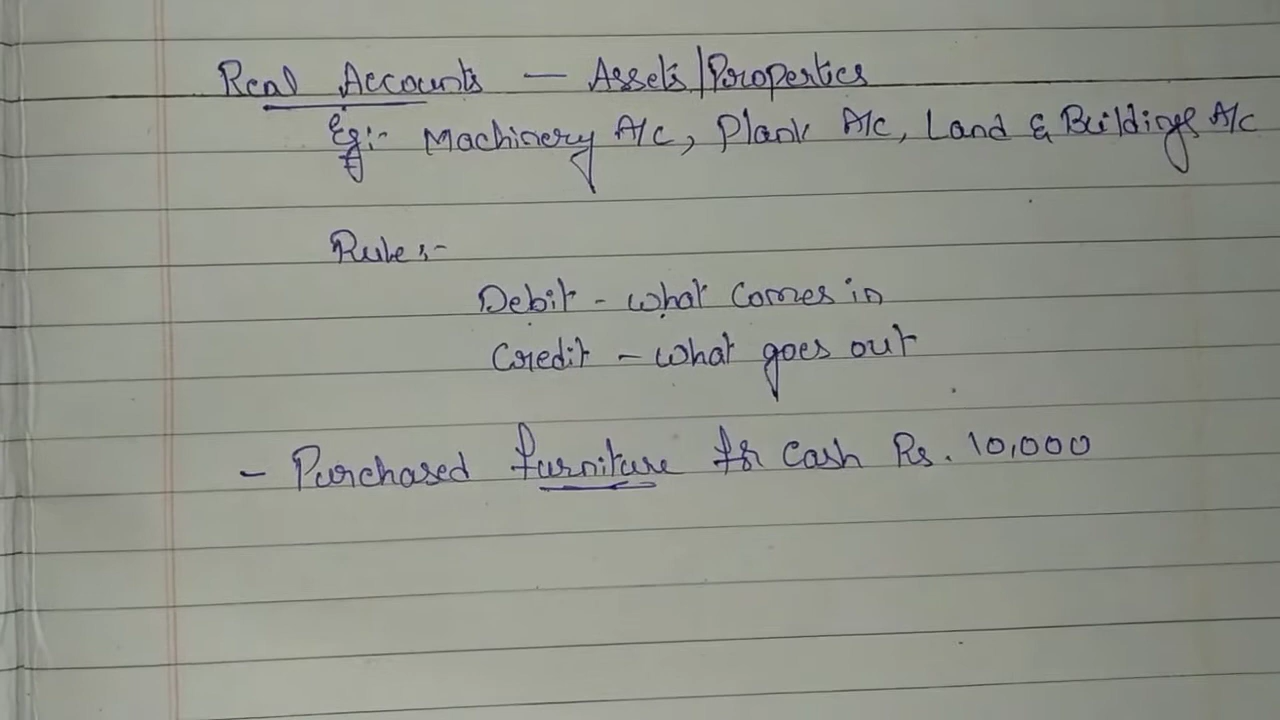 Real Accounts — Assets/Properties
Eg:- Machinery A/c, Plank A/c, Land & Buildings A/c
Rule:-
Debit - what comes in
Credit - what goes out
- Purchased furniture for cash Rs. 10,000